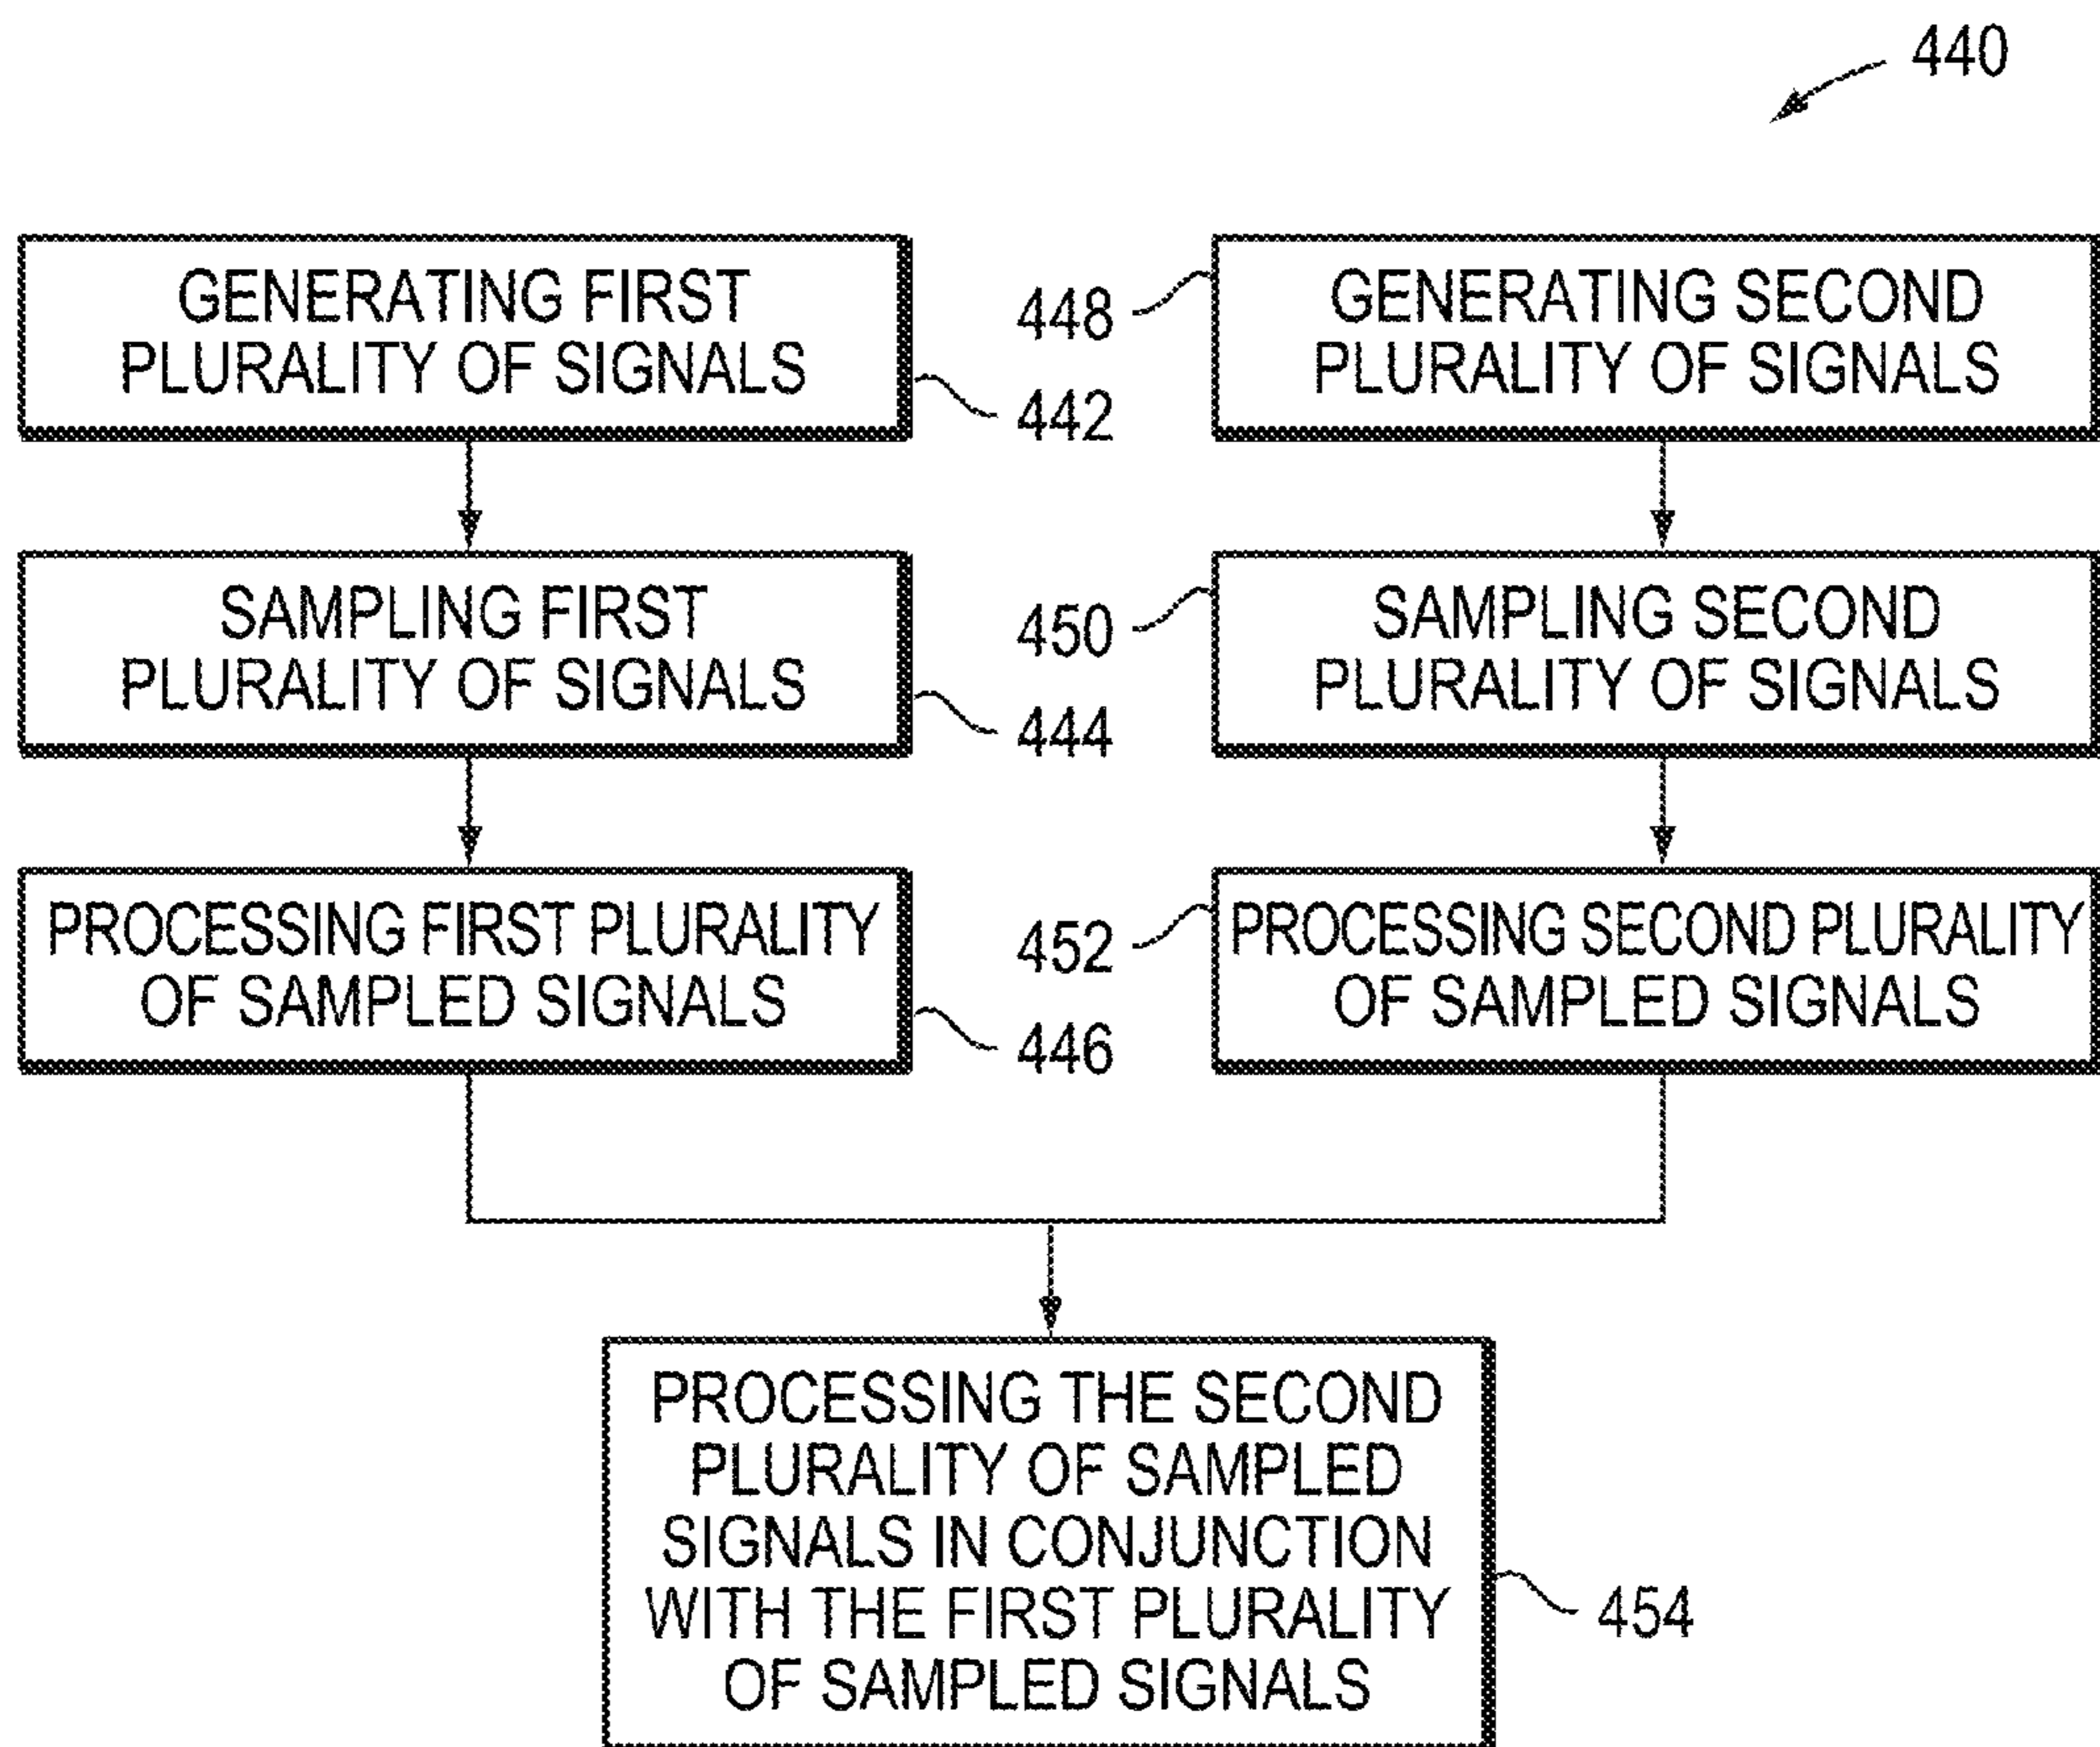 440
GENERATING FIRST
PLURALITY OF SIGNALS
442
SAMPLING FIRST
PLURALITY OF SIGNALS
444
PROCESSING FIRST PLURALITY
OF SAMPLED SIGNALS
446
448
GENERATING SECOND
PLURALITY OF SIGNALS
450
SAMPLING SECOND
PLURALITY OF SIGNALS
452
PROCESSING SECOND PLURALITY
OF SAMPLED SIGNALS
PROCESSING THE SECOND
PLURALITY OF SAMPLED
SIGNALS IN CONJUNCTION
WITH THE FIRST PLURALITY
OF SAMPLED SIGNALS
454